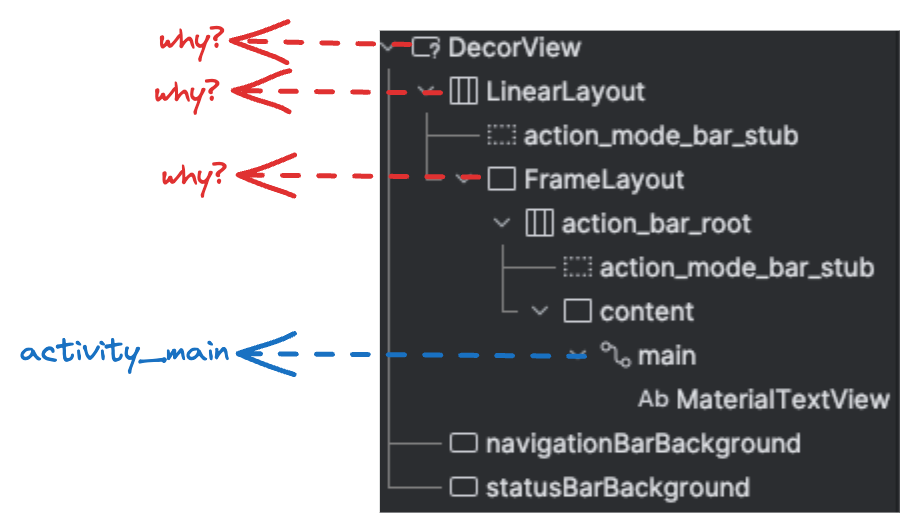 why? DecorView
why? LinearLayout
action_mode_bar_stub
why? FrameLayout
action_bar_root
action_mode_bar_stub
content
activity_main main
Ab MaterialTextView
navigationBarBackground
statusBarBackground